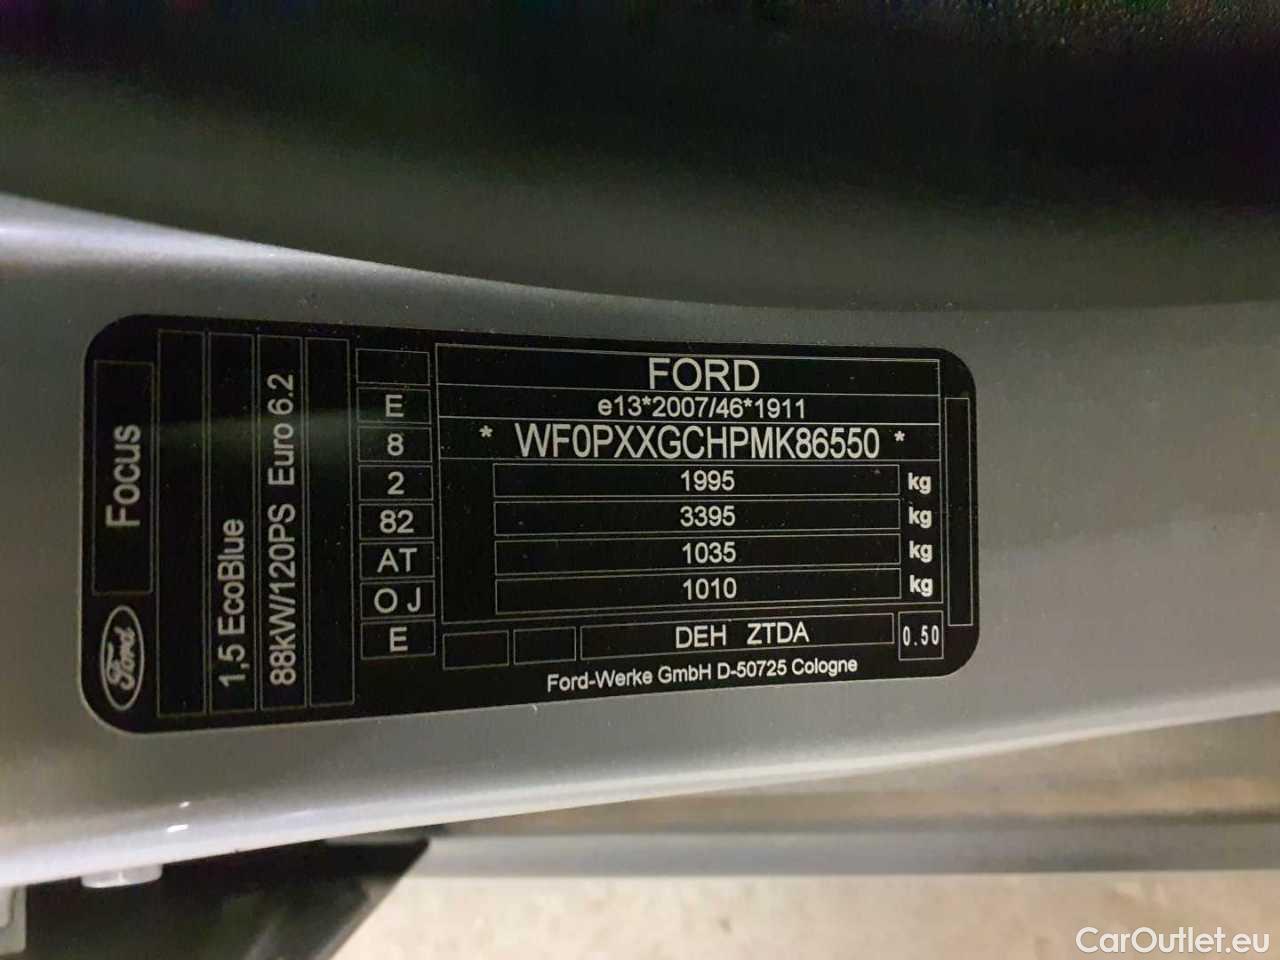 Focus
Ford
1,5 EcoBlue
88kW/120PS Euro 6.2
E
8
2
82
AT
O J
E
FORD
e13*2007/46*1911
* WF0PXXGCHPMK86550 *
1995 kg
3395 kg
1035 kg
1010 kg
DEH ZTDA
0.50
Ford-Werke GmbH D-50725 Cologne
CarOutlet.eu